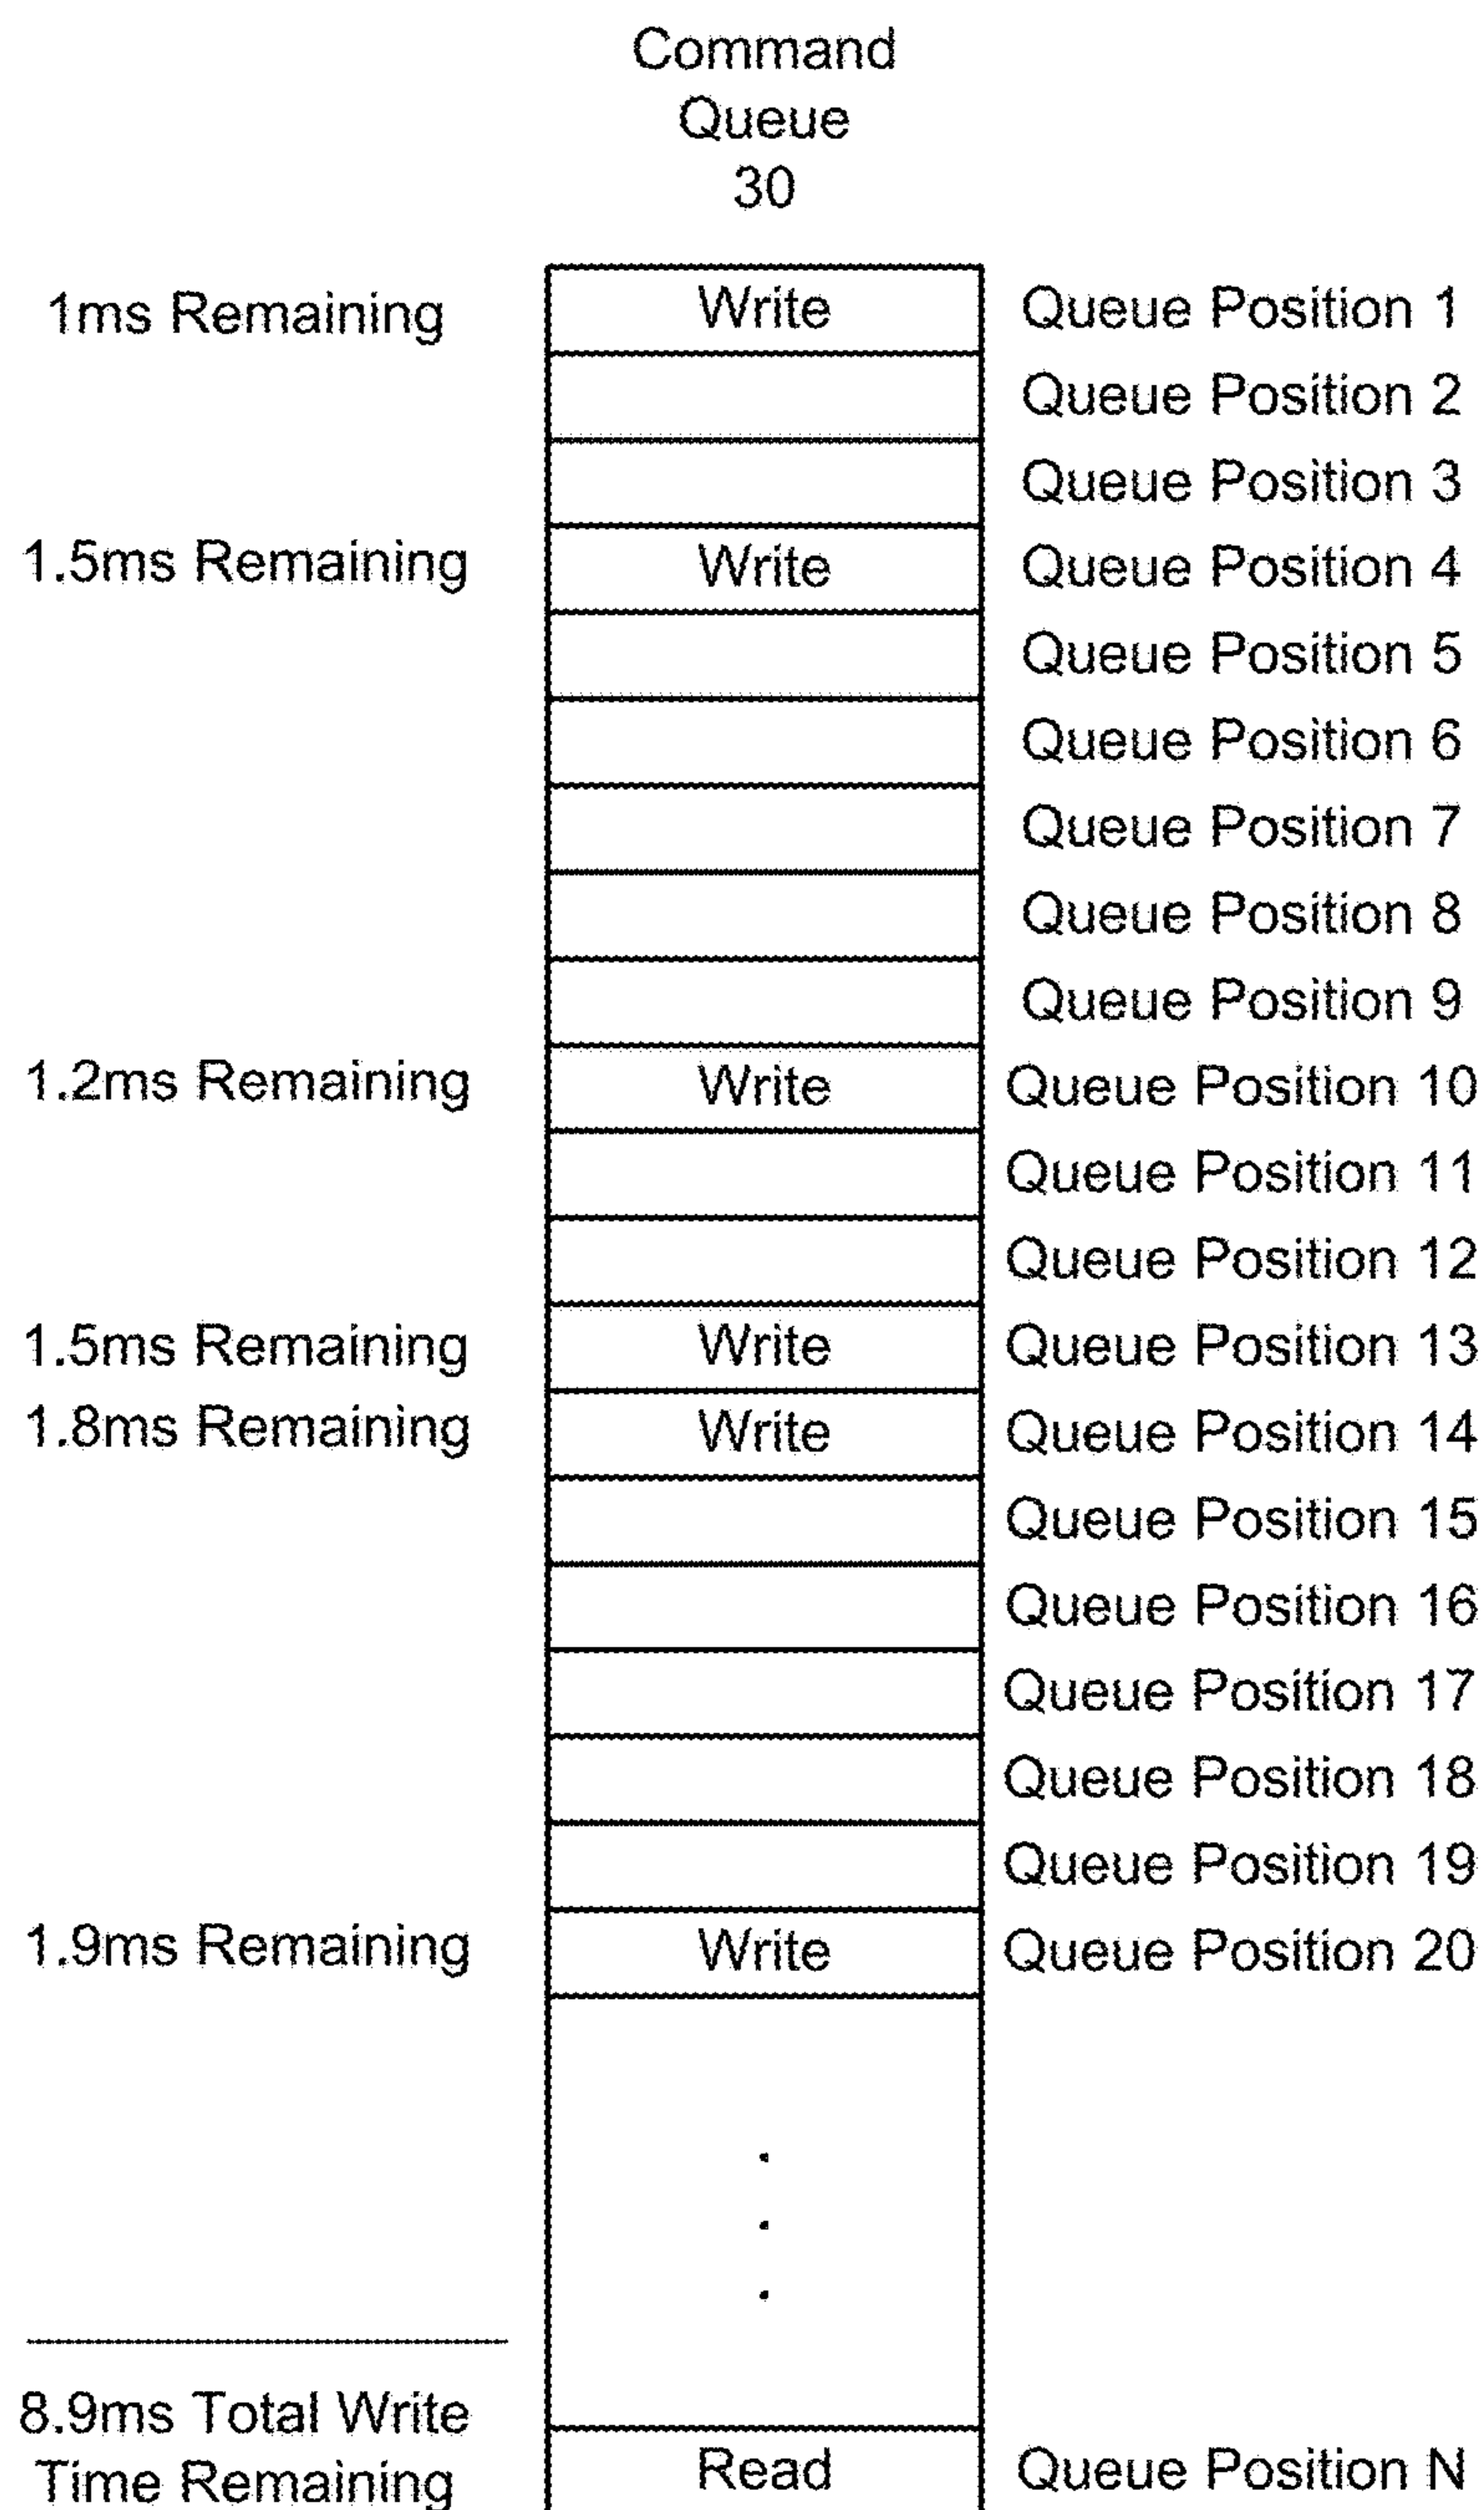 Command
Queue
30
1ms Remaining Write Queue Position 1
Queue Position 2
Queue Position 3
1.5ms Remaining Write Queue Position 4
Queue Position 5
Queue Position 6
Queue Position 7
Queue Position 8
Queue Position 9
1.2ms Remaining Write Queue Position 10
Queue Position 11
Queue Position 12
1.5ms Remaining Write Queue Position 13
1.8ms Remaining Write Queue Position 14
Queue Position 15
Queue Position 16
Queue Position 17
Queue Position 18
Queue Position 19
1.9ms Remaining Write Queue Position 20
8.9ms Total Write
Time Remaining Read Queue Position N